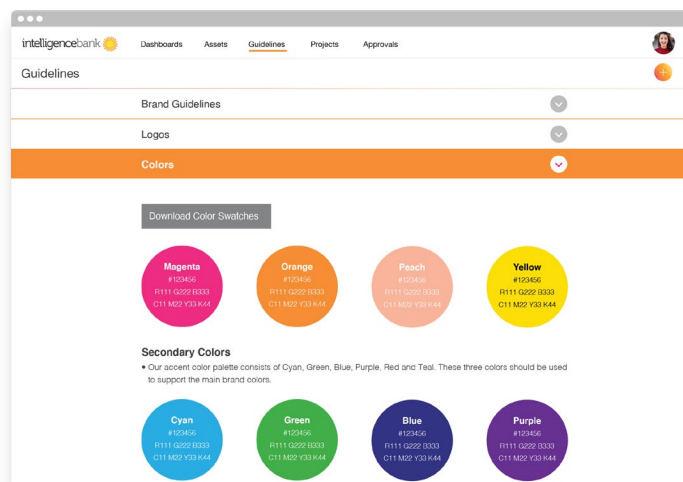 intelligencebank
Dashboards Assets Guidelines Projects Approvals
Guidelines
Brand Guidelines
Logos
Colors
Download Color Swatches
Magenta
#123456
R111 G222 B333
C11 M22 Y33 K44
Orange
#123456
R111 G222 B333
C11 M22 Y33 K44
Peach
#123456
R111 G222 B333
C11 M22 Y33 K44
Yellow
#123456
R111 G222 B333
C11 M22 Y33 K44
Secondary Colors
• Our accent color palette consists of Cyan, Green, Blue, Purple, Red and Teal. These three colors should be used
to support the main brand colors.
Cyan
#123456
R111 G222 B333
C11 M22 Y33 K44
Green
#123456
R111 G222 B333
C11 M22 Y33 K44
Blue
#123456
R111 G222 B333
C11 M22 Y33 K44
Purple
#123456
R111 G222 B333
C11 M22 Y33 K44